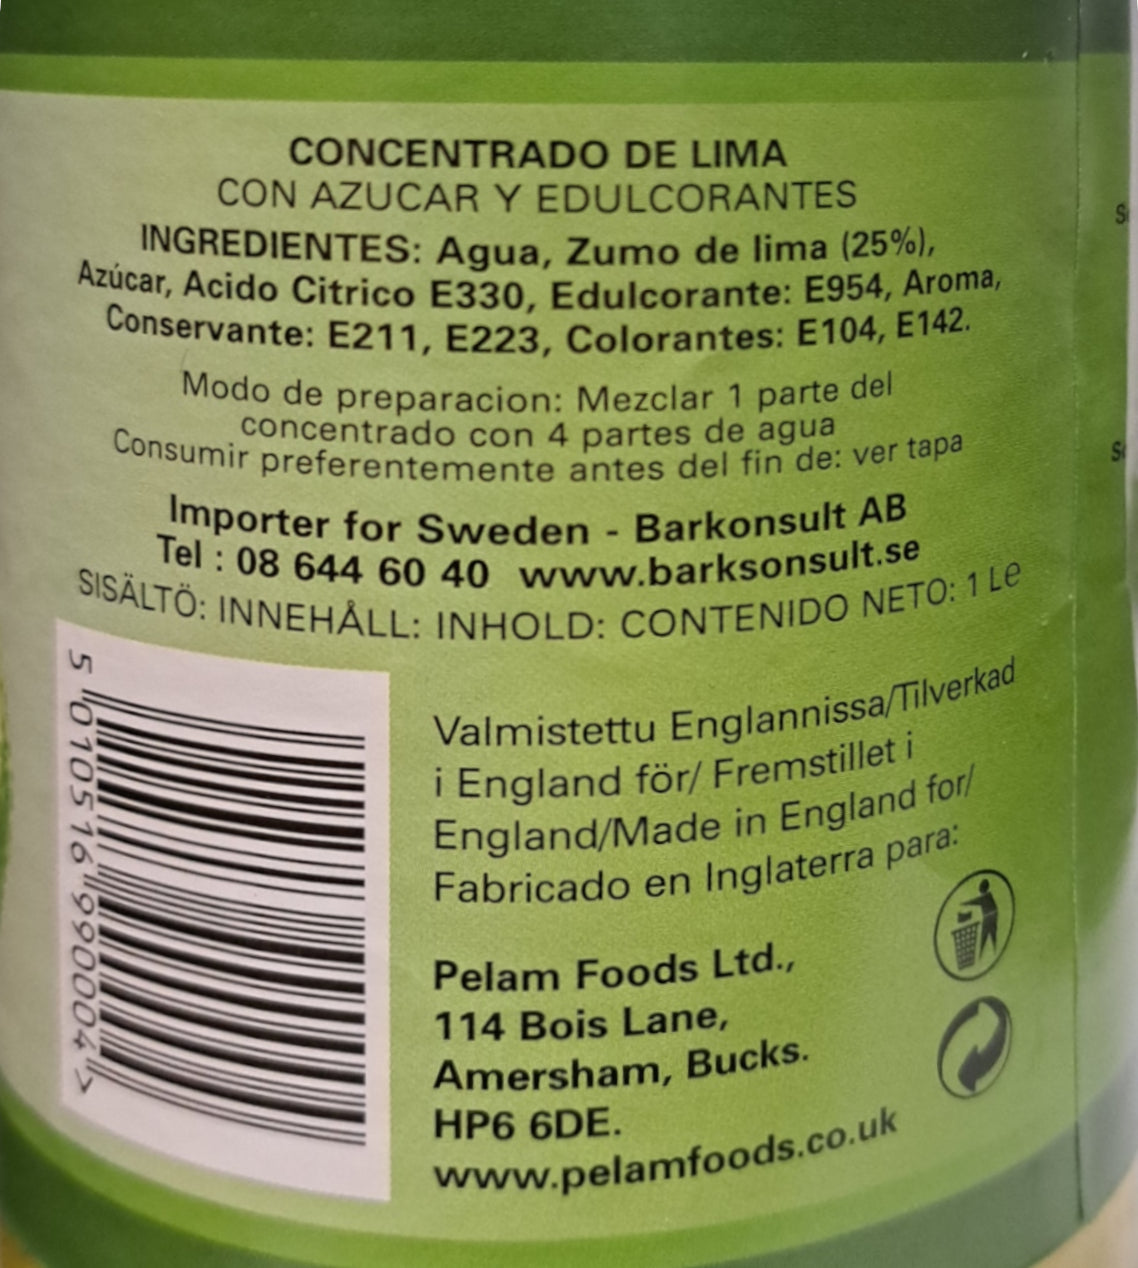 CONCENTRADO DE LIMA
CON AZUCAR Y EDULCORANTES
INGREDIENTES: Agua, Zumo de lima (25%),
Azúcar, Acido Citrico E330, Edulcorante: E954, Aroma,
Conservante: E211, E223, Colorantes: E104, E142.
Modo de preparacion: Mezclar 1 parte del
concentrado con 4 partes de agua
Consumir preferentemente antes del fin de: ver tapa
Importer for Sweden - Barkonsult AB
Tel : 08 644 60 40 www.barksonsult.se
SISÄLTÖ: INNEHÅLL: INHOLD: CONTENIDO NETO: 1 Le
5 010516 990004 >
Valmistettu Englannissa/Tilverkad
i England för/ Fremstillet i
England/Made in England for/
Fabricado en Inglaterra para:
Pelam Foods Ltd.,
114 Bois Lane,
Amersham, Bucks.
HP6 6DE.
www.pelamfoods.co.uk